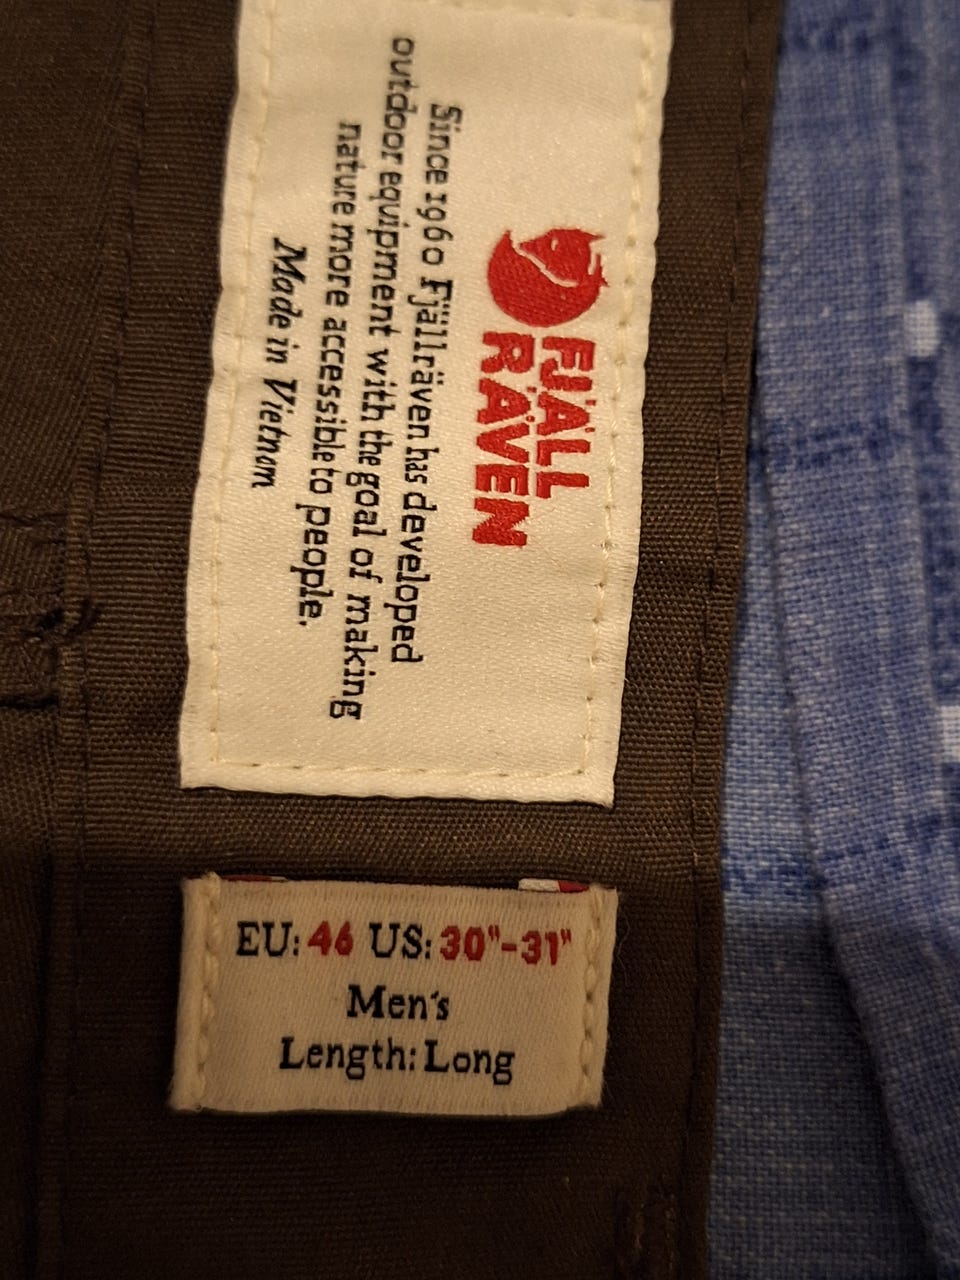 FJÄLL
RÄVEN
Since 1960 Fjällräven has developed
outdoor equipment with the goal of making
nature more accessible to people.
Made in Vietnam
EU: 46 US: 30"-31"
Men's
Length: Long